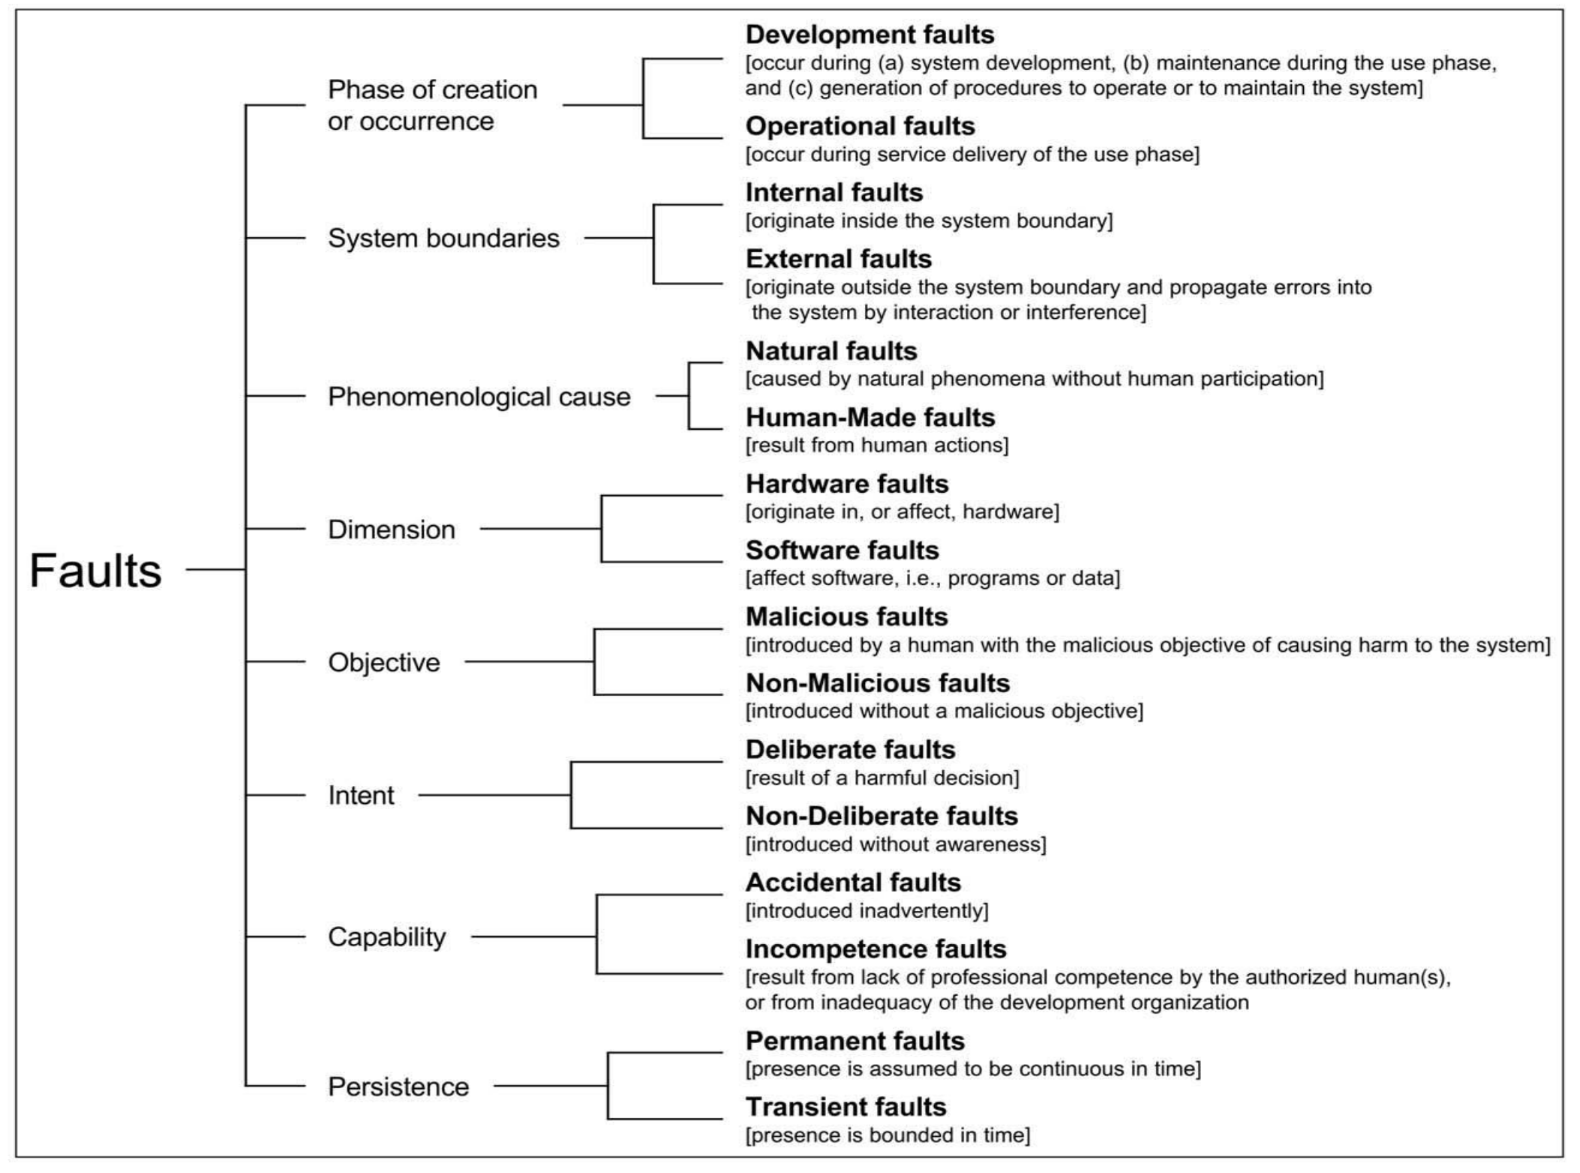 Faults
Phase of creation
or occurrence
Development faults
[occur during (a) system development, (b) maintenance during the use phase,
and (c) generation of procedures to operate or to maintain the system]
Operational faults
[occur during service delivery of the use phase]
System boundaries
Internal faults
[originate inside the system boundary]
External faults
[originate outside the system boundary and propagate errors into
the system by interaction or interference]
Phenomenological cause
Natural faults
[caused by natural phenomena without human participation]
Human-Made faults
[result from human actions]
Dimension
Hardware faults
[originate in, or affect, hardware]
Software faults
[affect software, i.e., programs or data]
Objective
Malicious faults
[introduced by a human with the malicious objective of causing harm to the system]
Non-Malicious faults
[introduced without a malicious objective]
Intent
Deliberate faults
[result of a harmful decision]
Non-Deliberate faults
[introduced without awareness]
Capability
Accidental faults
[introduced inadvertently]
Incompetence faults
[result from lack of professional competence by the authorized human(s),
or from inadequacy of the development organization
Persistence
Permanent faults
[presence is assumed to be continuous in time]
Transient faults
[presence is bounded in time]